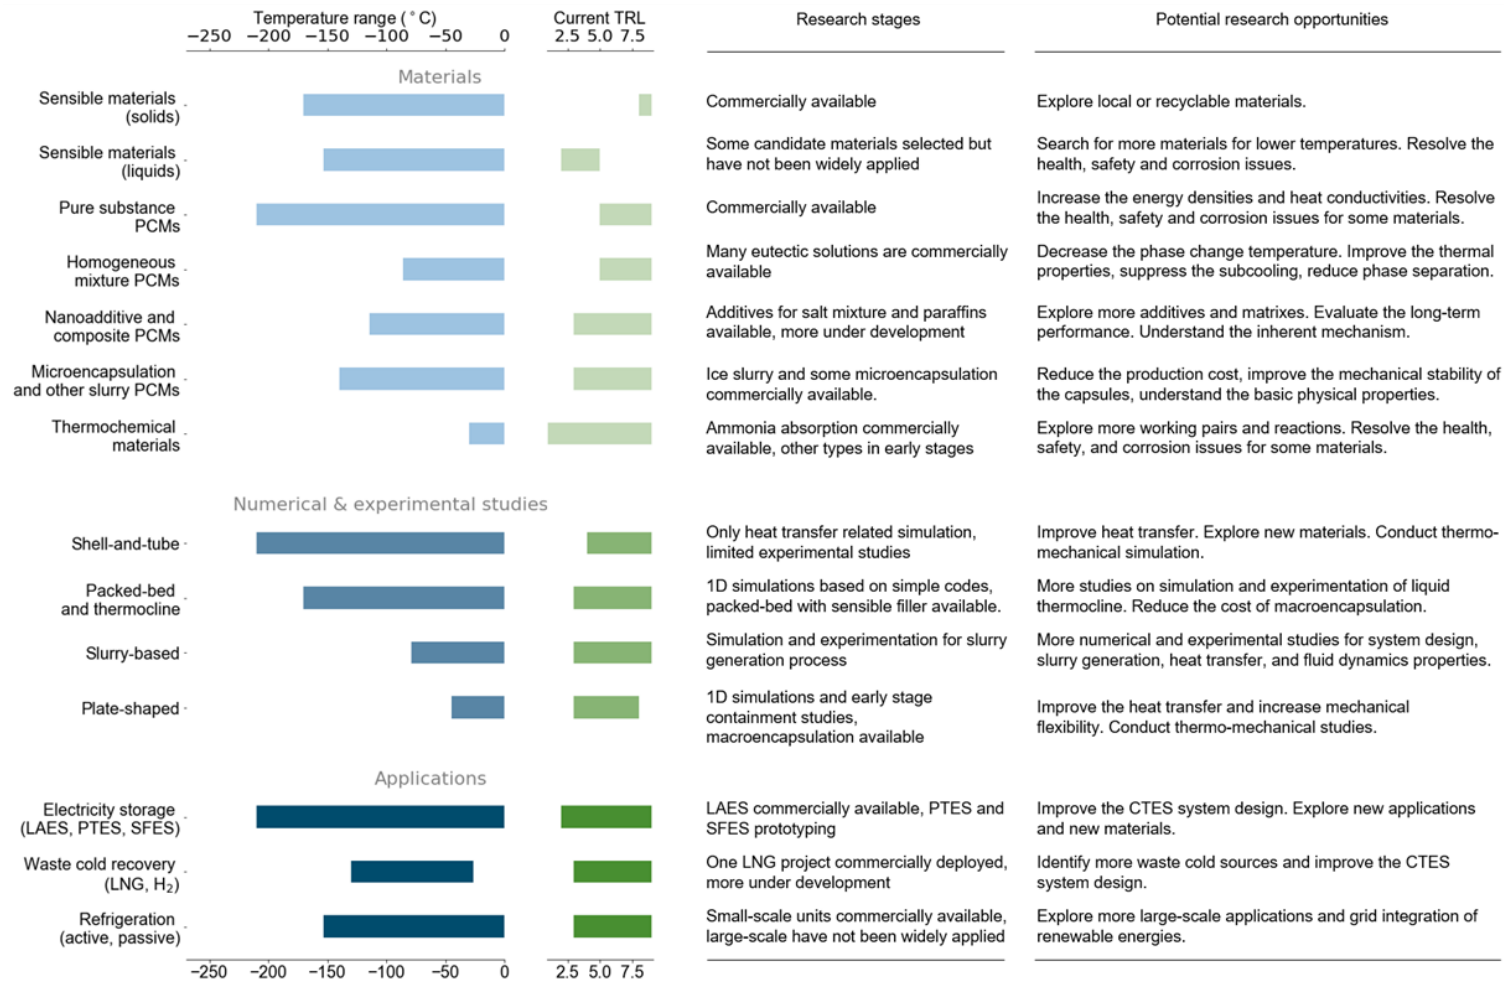 Temperature range (°C)
Current TRL
Research stages
Potential research opportunities
−250 −200 −150 −100 −50 0
2.5 5.0 7.5
Materials
Sensible materials
(solids)
Commercially available
Explore local or recyclable materials.
Sensible materials
(liquids)
Some candidate materials selected but
have not been widely applied
Search for more materials for lower temperatures. Resolve the
health, safety and corrosion issues.
Pure substance
PCMs
Commercially available
Increase the energy densities and heat conductivities. Resolve
the health, safety and corrosion issues for some materials.
Homogeneous
mixture PCMs
Many eutectic solutions are commercially
available
Decrease the phase change temperature. Improve the thermal
properties, suppress the subcooling, reduce phase separation.
Nanoadditive and
composite PCMs
Additives for salt mixture and paraffins
available, more under development
Explore more additives and matrixes. Evaluate the long-term
performance. Understand the inherent mechanism.
Microencapsulation
and other slurry PCMs
Ice slurry and some microencapsulation
commercially available.
Reduce the production cost, improve the mechanical stability of
the capsules, understand the basic physical properties.
Thermochemical
materials
Ammonia absorption commercially
available, other types in early stages
Explore more working pairs and reactions. Resolve the health,
safety, and corrosion issues for some materials.
Numerical & experimental studies
Shell-and-tube
Only heat transfer related simulation,
limited experimental studies
Improve heat transfer. Explore new materials. Conduct thermo-
mechanical simulation.
Packed-bed
and thermocline
1D simulations based on simple codes,
packed-bed with sensible filler available.
More studies on simulation and experimentation of liquid
thermocline. Reduce the cost of macroencapsulation.
Slurry-based
Simulation and experimentation for slurry
generation process
More numerical and experimental studies for system design,
slurry generation, heat transfer, and fluid dynamics properties.
Plate-shaped
1D simulations and early stage
containment studies,
macroencapsulation available
Improve the heat transfer and increase mechanical
flexibility. Conduct thermo-mechanical studies.
Applications
Electricity storage
(LAES, PTES, SFES)
LAES commercially available, PTES and
SFES prototyping
Improve the CTES system design. Explore new applications
and new materials.
Waste cold recovery
(LNG, H₂)
One LNG project commercially deployed,
more under development
Identify more waste cold sources and improve the CTES
system design.
Refrigeration
(active, passive)
Small-scale units commercially available,
large-scale have not been widely applied
Explore more large-scale applications and grid integration of
renewable energies.
−250 −200 −150 −100 −50 0
2.5 5.0 7.5